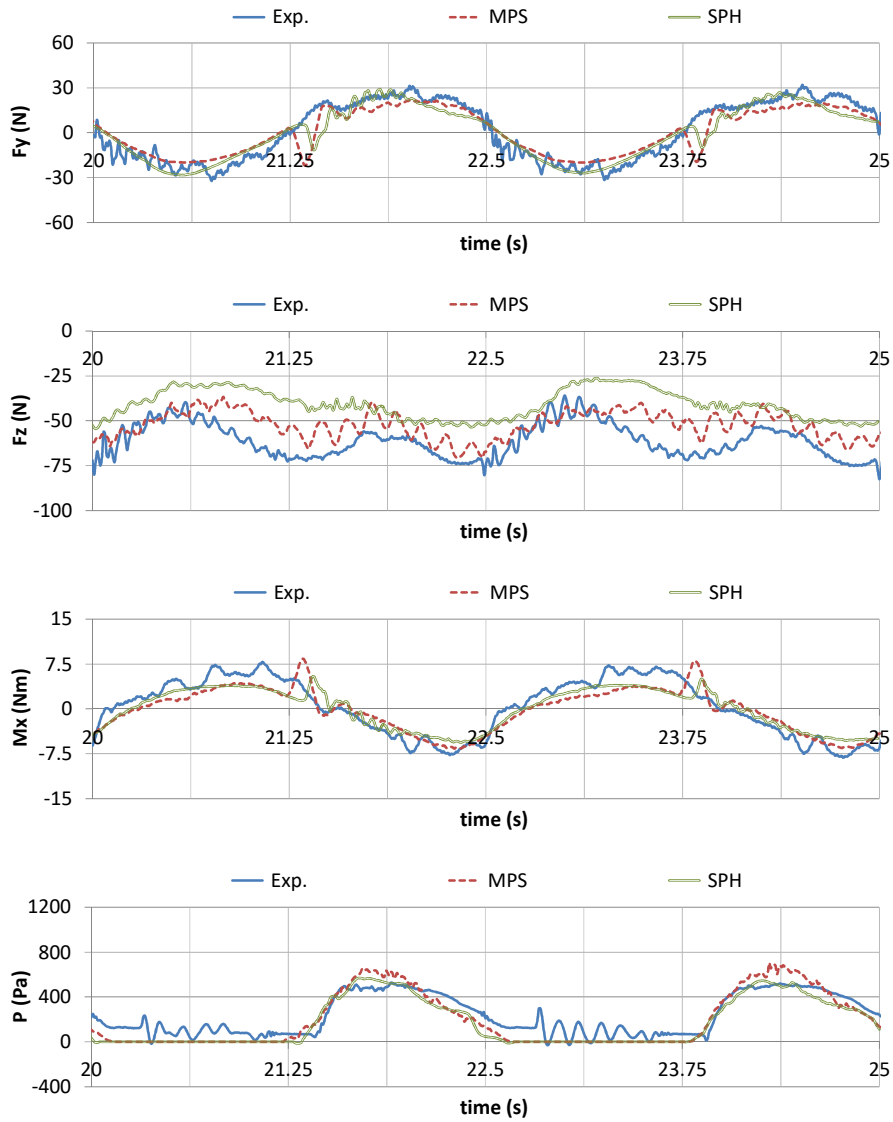 Exp. MPS SPH
60
30
0
-30
-60
Fy (N)
20 21.25 22.5 23.75 25
time (s)
Exp. MPS SPH
0
-25
-50
-75
-100
Fz (N)
20 21.25 22.5 23.75 25
time (s)
Exp. MPS SPH
15
7.5
0
-7.5
-15
Mx (Nm)
20 21.25 22.5 23.75 25
time (s)
Exp. MPS SPH
1200
800
400
0
-400
P (Pa)
20 21.25 22.5 23.75 25
time (s)